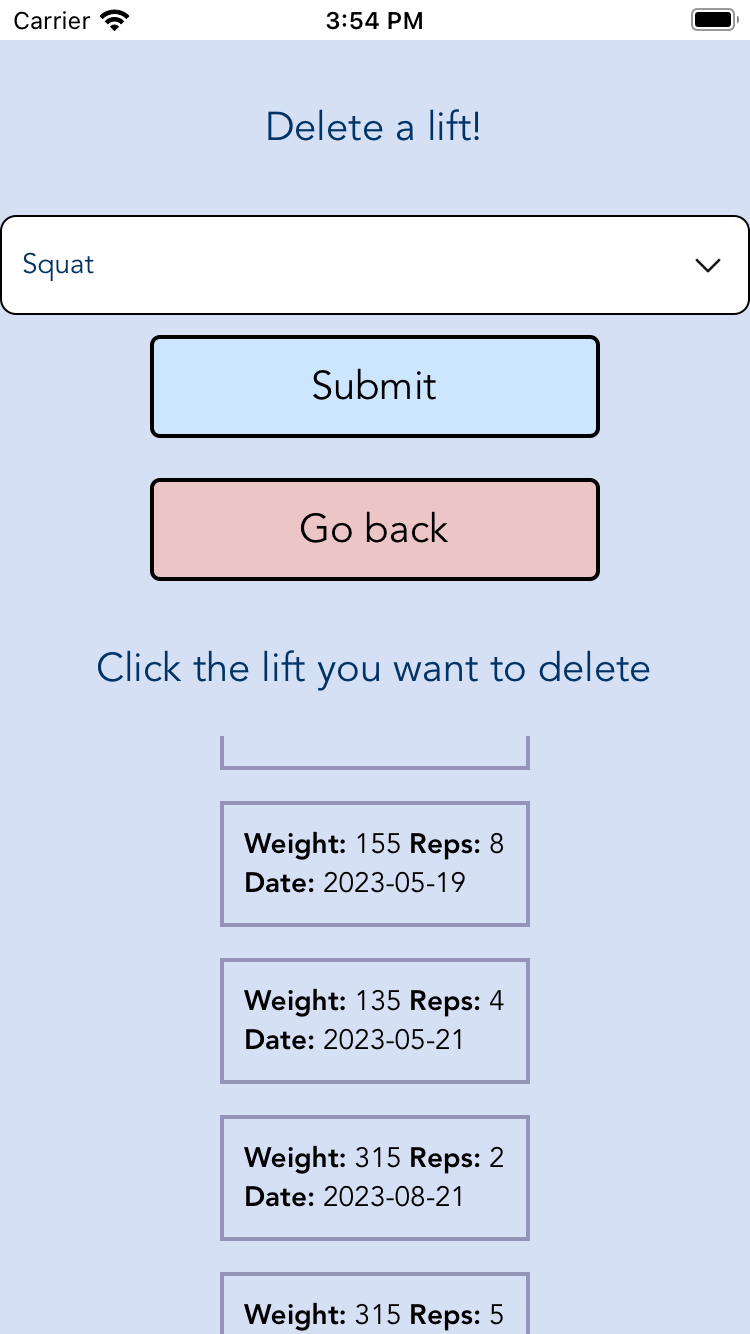 Carrier 3:54 PM
Delete a lift!
Squat
Submit
Go back
Click the lift you want to delete
Weight: 155 Reps: 8
Date: 2023-05-19
Weight: 135 Reps: 4
Date: 2023-05-21
Weight: 315 Reps: 2
Date: 2023-08-21
Weight: 315 Reps: 5